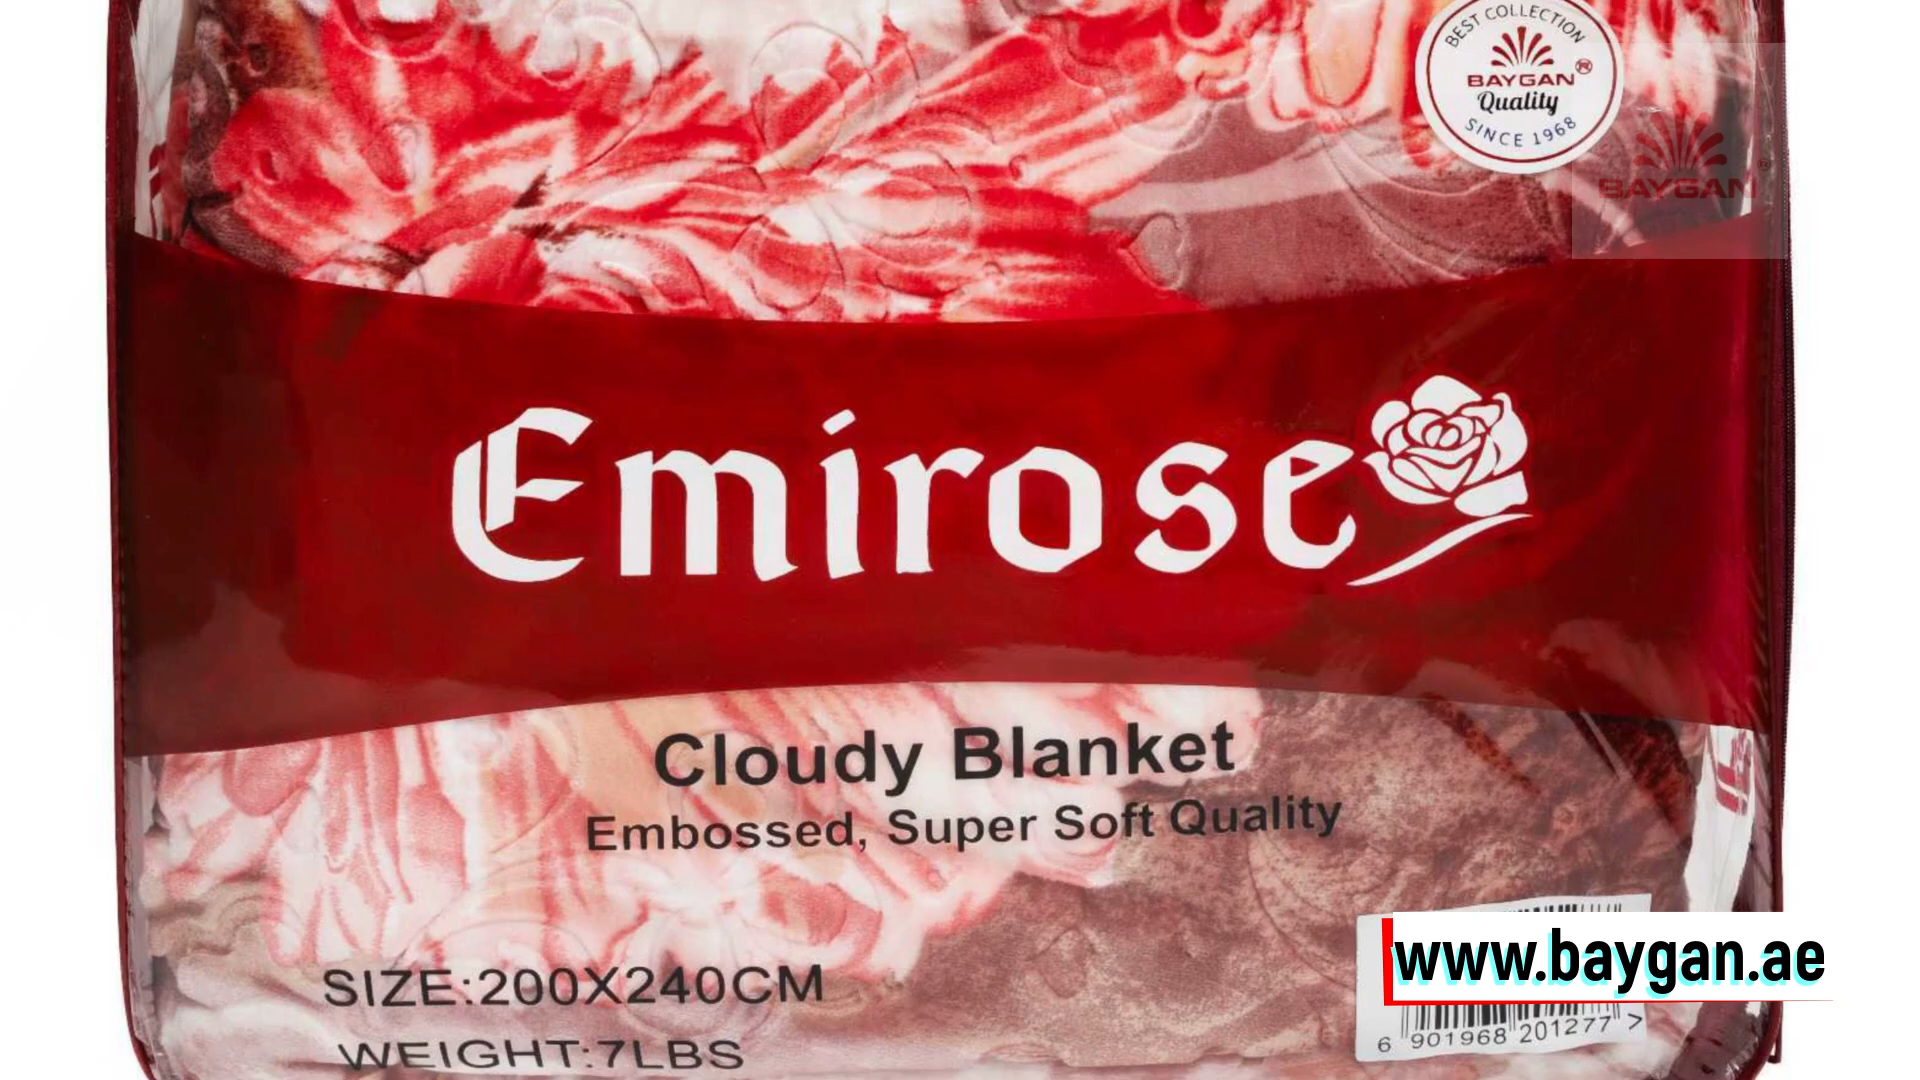 BEST COLLECTION
BAYGAN®
Quality
SINCE 1968
BAYGAN
Emirose
Cloudy Blanket
Embossed, Super Soft Quality
SIZE:200X240CM
WEIGHT:7LBS
www.baygan.ae
6 901968 201277 >